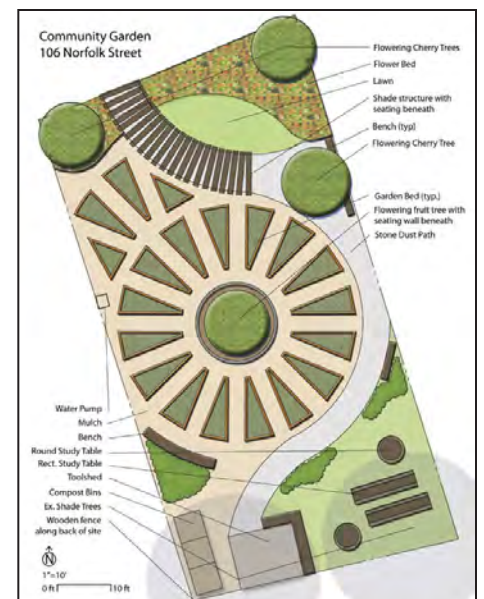 Community Garden
106 Norfolk Street
Flowering Cherry Trees
Flower Bed
Lawn
Shade structure with
seating beneath
Bench (typ)
Flowering Cherry Tree
Garden Bed (typ.)
Flowering fruit tree with
seating wall beneath
Stone Dust Path
Water Pump
Mulch
Bench
Round Study Table
Rect. Study Table
Toolshed
Compost Bins
Ex. Shade Trees
Wooden fence
along back of site
N
1"=10'
0 ft
10 ft